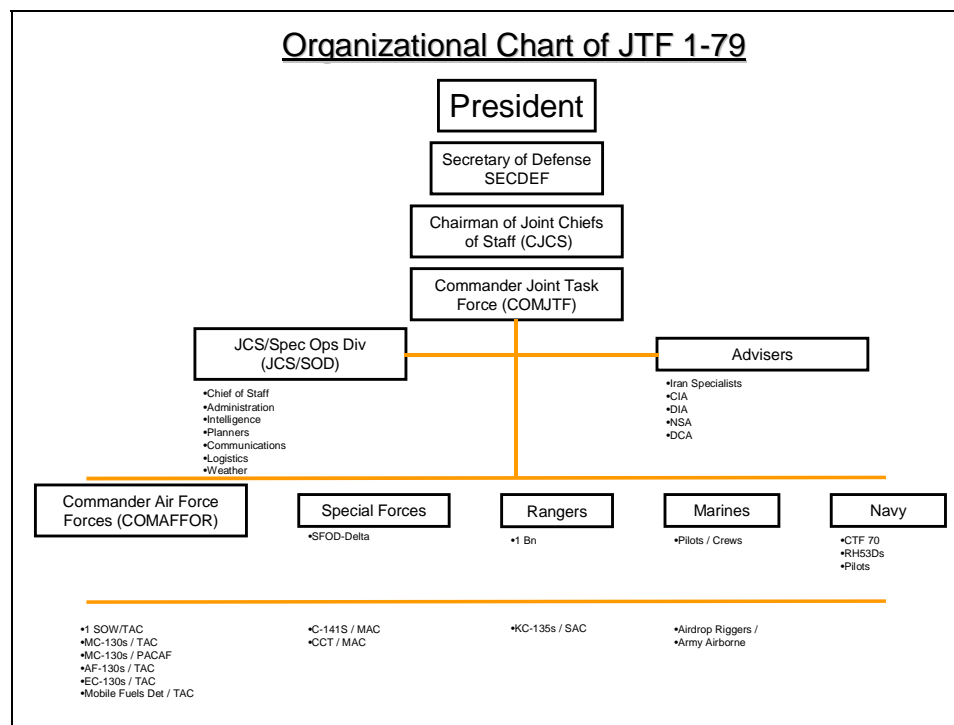 Organizational Chart of JTF 1-79
President
Secretary of Defense
SECDEF
Chairman of Joint Chiefs
of Staff (CJCS)
Commander Joint Task
Force (COMJTF)
JCS/Spec Ops Div
(JCS/SOD)
•Chief of Staff
•Administration
•Intelligence
•Planners
•Communications
•Logistics
•Weather
Advisers
•Iran Specialists
•CIA
•DIA
•NSA
•DCA
Commander Air Force
Forces (COMAFFOR)
Special Forces
•SFOD-Delta
Rangers
•1 Bn
Marines
•Pilots / Crews
Navy
•CTF 70
•RH53Ds
•Pilots
•1 SOW/TAC
•MC-130s / TAC
•MC-130s / PACAF
•AF-130s / TAC
•EC-130s / TAC
•Mobile Fuels Det / TAC
•C-141S / MAC
•CCT / MAC
•KC-135s / SAC
•Airdrop Riggers /
•Army Airborne